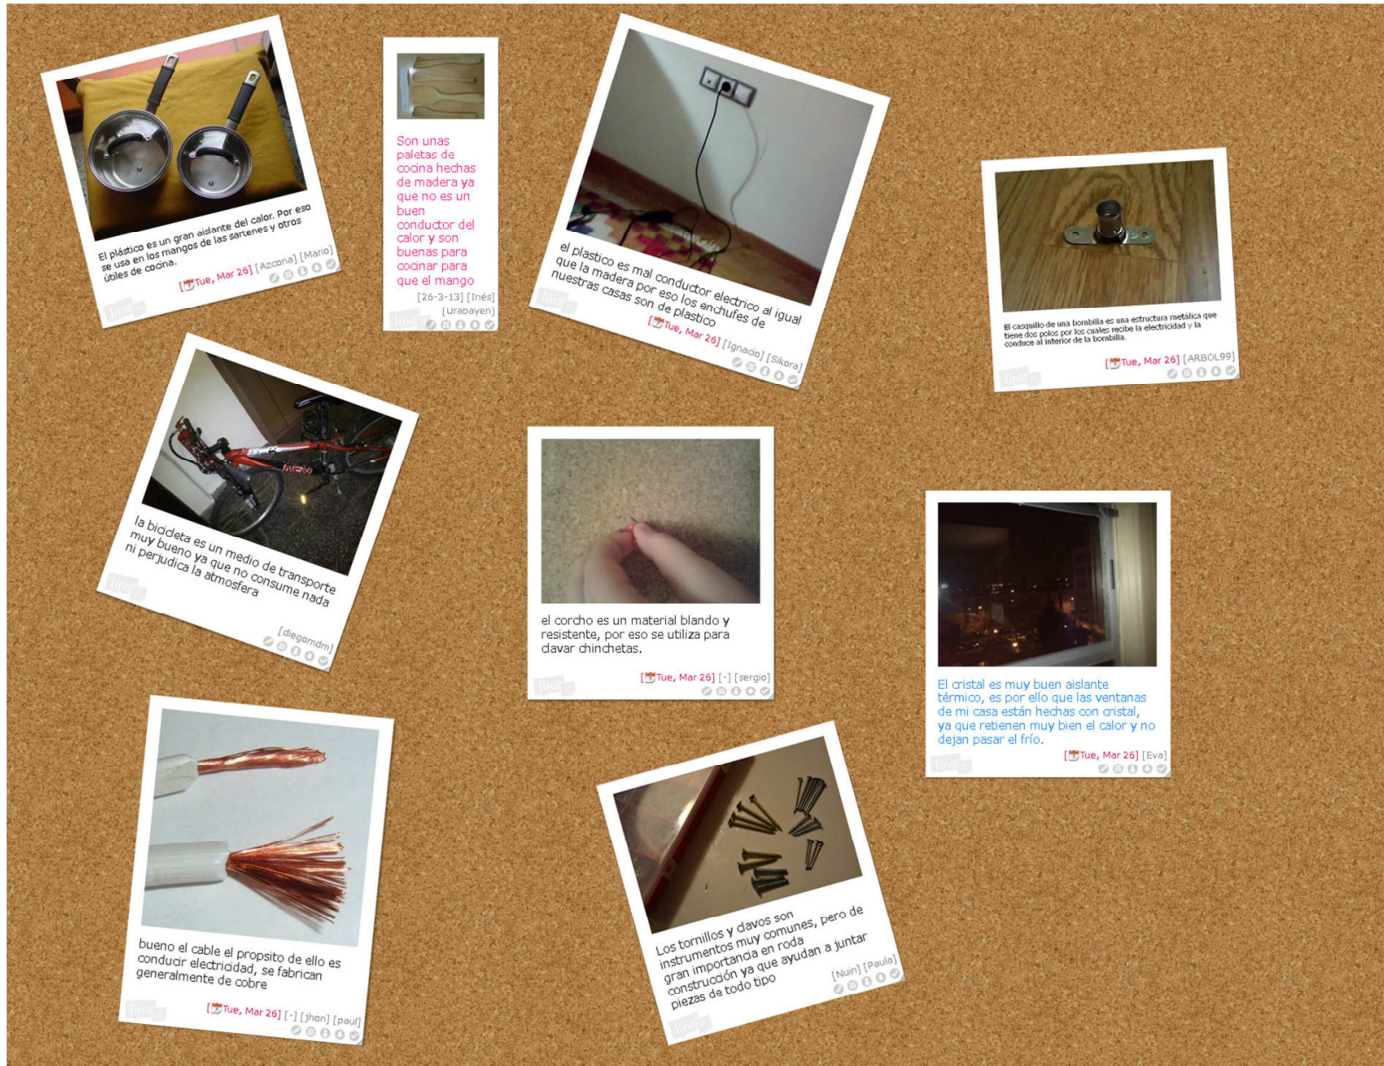 El plástico es un gran aislante del calor. Por eso
se usa en los mangos de las sartenes y otros
útiles de cocina.
[Tue, Mar 26] [Azcona] [Mario]
lino
Son unas
paletas de
cocina hechas
de madera ya
que no es un
buen
conductor del
calor y son
buenas para
cocinar para
que el mango
[26-3-13] [Inés]
[urabayen]
el plastico es mal conductor electrico al igual
que la madera por eso los enchufes de
nuestras casas son de plastico
[Tue, Mar 26] [Ignacio] [Sikora]
lino
El casquillo de una bombilla es una estructura metálica que
tiene dos polos por los cuales recibe la electricidad y la
conduce al interior de la bombilla.
[Tue, Mar 26] [ARBOL99]
lino
la bicicleta es un medio de transporte
muy bueno ya que no consume nada
ni perjudica la atmosfera
[diegomdm]
lino
el corcho es un material blando y
resistente, por eso se utiliza para
clavar chinchetas.
[Tue, Mar 26] [-] [sergio]
lino
El cristal es muy buen aislante
térmico, es por ello que las ventanas
de mi casa están hechas con cristal,
ya que retienen muy bien el calor y no
dejan pasar el frío.
[Tue, Mar 26] [Eva]
lino
bueno el cable el propsito de ello es
conducir electricidad, se fabrican
generalmente de cobre
[Tue, Mar 26] [-] [jhon] [paul]
lino
Los tornillos y clavos son
instrumentos muy comunes, pero de
gran importancia en roda
construcción ya que ayudan a juntar
piezas de todo tipo
[Nuin] [Paula]
lino